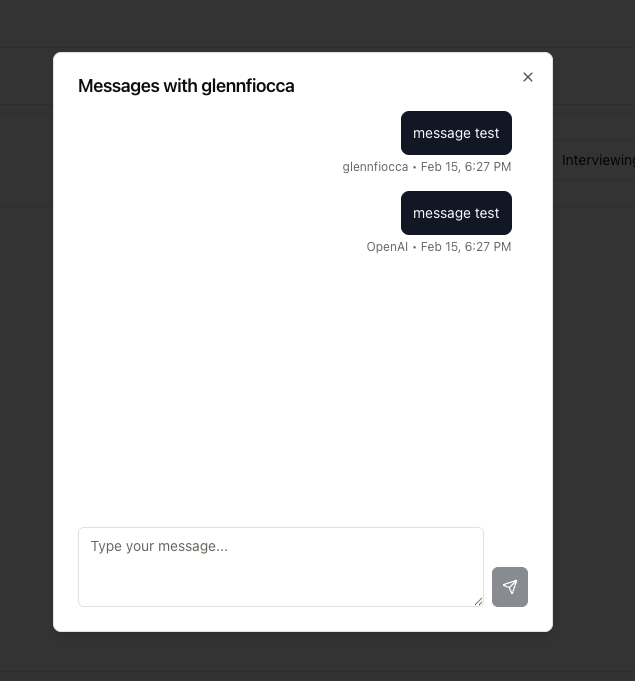 Messages with glennfiocca
message test
glennfiocca • Feb 15, 6:27 PM
Interviewing
message test
OpenAI • Feb 15, 6:27 PM
Type your message...